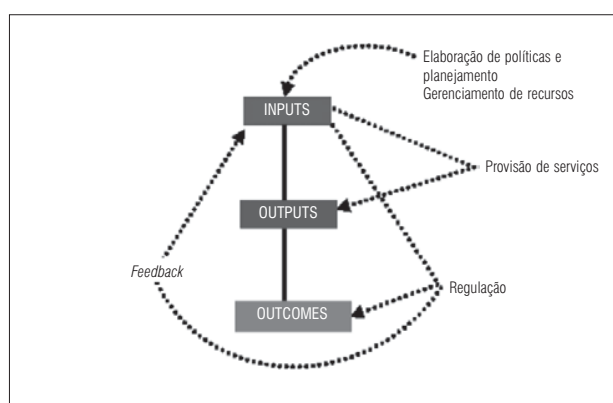 Elaboração de políticas e
planejamento
Gerenciamento de recursos
INPUTS
Provisão de serviços
OUTPUTS
Feedback
Regulação
OUTCOMES